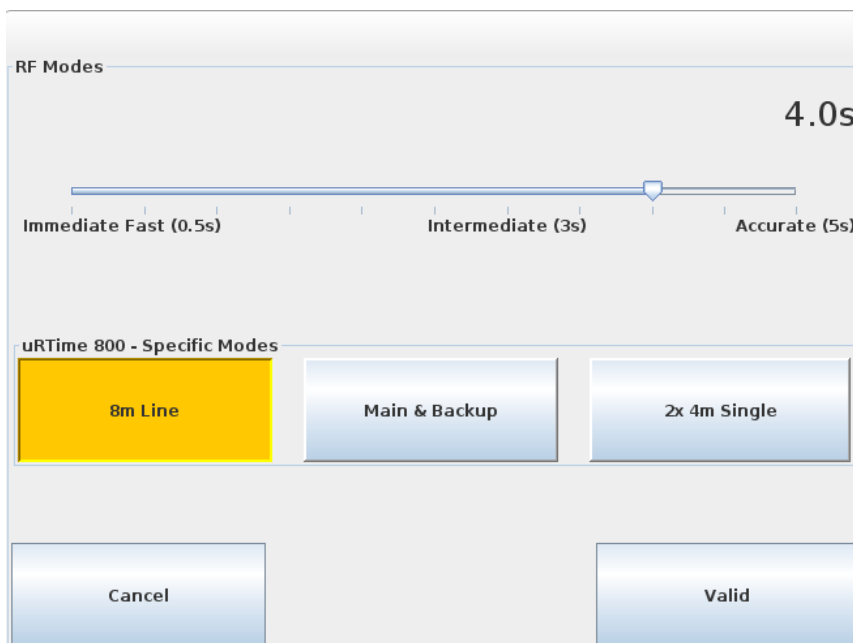 RF Modes
4.0s
Immediate Fast (0.5s) Intermediate (3s) Accurate (5s)
uRTime 800 - Specific Modes
8m Line Main & Backup 2x 4m Single
Cancel Valid